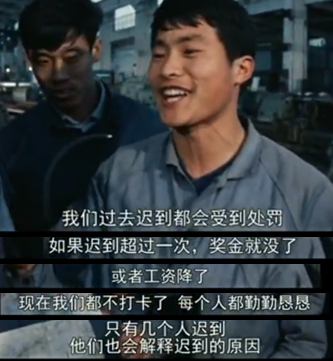 我们过去迟到都会受到处罚
如果迟到超过一次，奖金就没了
或者工资降了
现在我们都不打卡了 每个人都勤勤恳恳
只有几个人迟到
他们也会解释迟到的原因